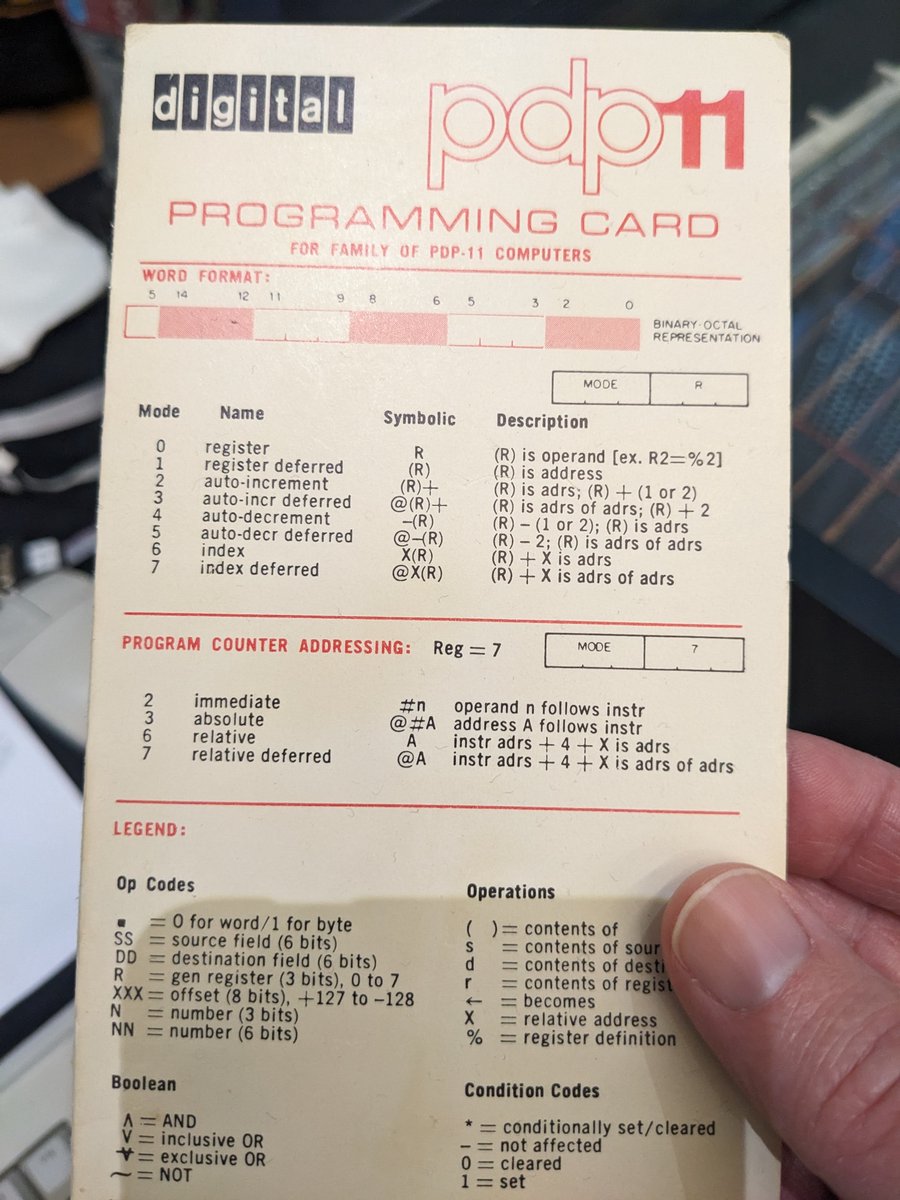 digital
pdp11
PROGRAMMING CARD
FOR FAMILY OF PDP-11 COMPUTERS
WORD FORMAT:
5 14 12 11 9 8 6 5 3 2 0
BINARY-OCTAL
REPRESENTATION
MODE R
Mode Name Symbolic Description
0 register R (R) is operand [ex. R2=%2]
1 register deferred (R) (R) is address
2 auto-increment (R)+ (R) is adrs; (R) + (1 or 2)
3 auto-incr deferred @(R)+ (R) is adrs of adrs; (R) + 2
4 auto-decrement –(R) (R) – (1 or 2); (R) is adrs
5 auto-decr deferred @–(R) (R) – 2; (R) is adrs of adrs
6 index X(R) (R) + X is adrs
7 index deferred @X(R) (R) + X is adrs of adrs
PROGRAM COUNTER ADDRESSING: Reg = 7
MODE 7
2 immediate #n operand n follows instr
3 absolute @#A address A follows instr
6 relative A instr adrs + 4 + X is adrs
7 relative deferred @A instr adrs + 4 + X is adrs of adrs
LEGEND:
Op Codes
■ = 0 for word/1 for byte
SS = source field (6 bits)
DD = destination field (6 bits)
R = gen register (3 bits), 0 to 7
XXX = offset (8 bits), +127 to –128
N = number (3 bits)
NN = number (6 bits)
Boolean
∧ = AND
∨ = inclusive OR
⊻ = exclusive OR
~ = NOT
Operations
( ) = contents of
s = contents of sour
d = contents of desti
r = contents of regist
← = becomes
X = relative address
% = register definition
Condition Codes
* = conditionally set/cleared
– = not affected
0 = cleared
1 = set